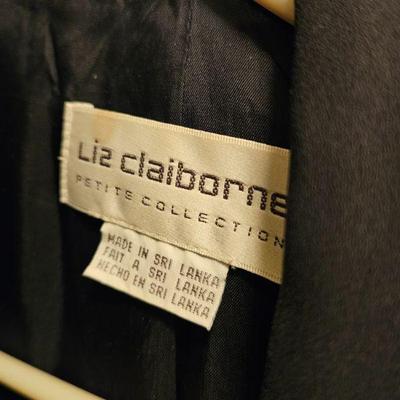 Liz claiborne
PETITE COLLECTION
MADE IN SRI LANKA
FAIT A SRI LANKA
HECHO EN SRI LANKA